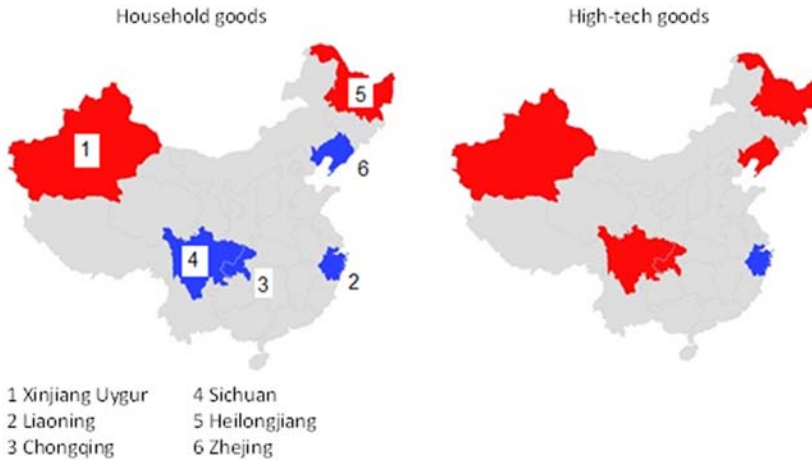 Household goods
High-tech goods
5
1
6
4
3
2
1 Xinjiang Uygur
4 Sichuan
2 Liaoning
5 Heilongjiang
3 Chongqing
6 Zhejing